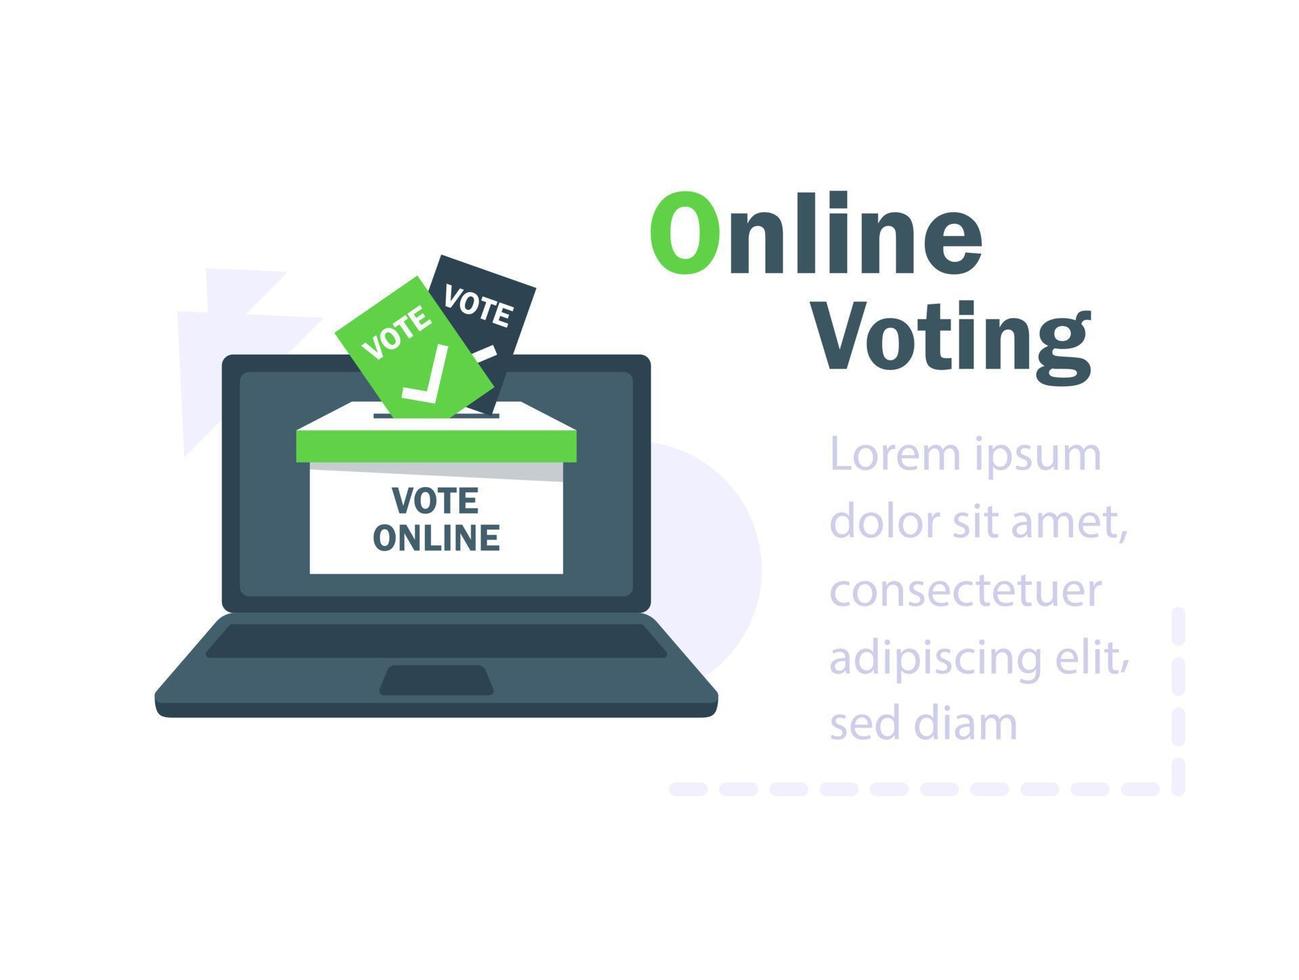 Online
Voting
VOTE
VOTE
VOTE
ONLINE
Lorem ipsum
dolor sit amet,
consectetuer
adipiscing elit,
sed diam